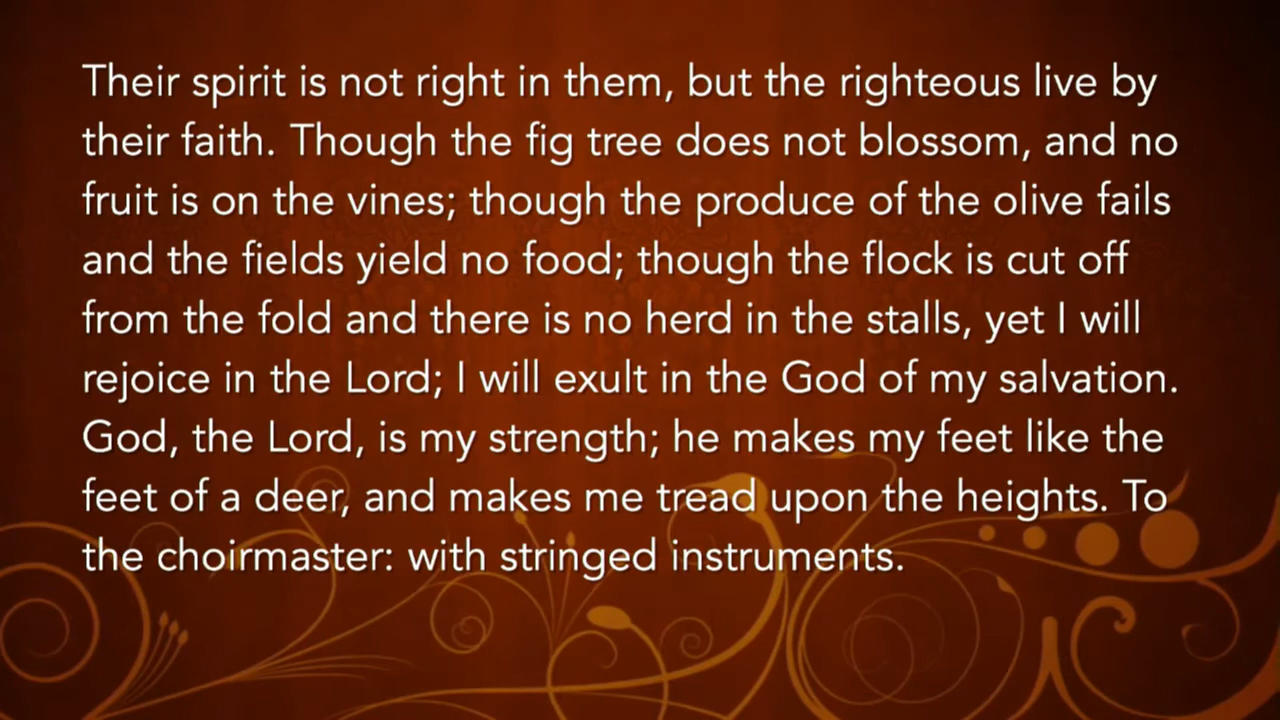 Their spirit is not right in them, but the righteous live by
their faith. Though the fig tree does not blossom, and no
fruit is on the vines; though the produce of the olive fails
and the fields yield no food; though the flock is cut off
from the fold and there is no herd in the stalls, yet I will
rejoice in the Lord; I will exult in the God of my salvation.
God, the Lord, is my strength; he makes my feet like the
feet of a deer, and makes me tread upon the heights. To
the choirmaster: with stringed instruments.